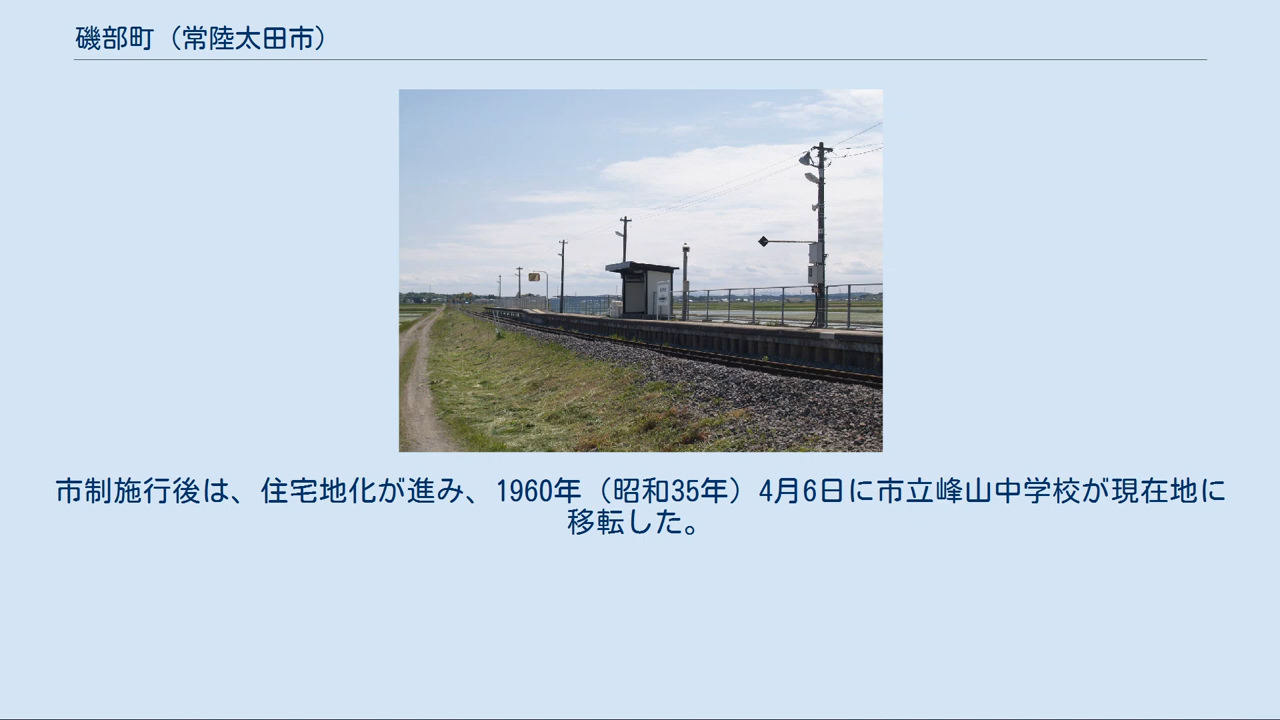 磯部町（常陸太田市）
市制施行後は、住宅地化が進み、1960年（昭和35年）4月6日に市立峰山中学校が現在地に
移転した。